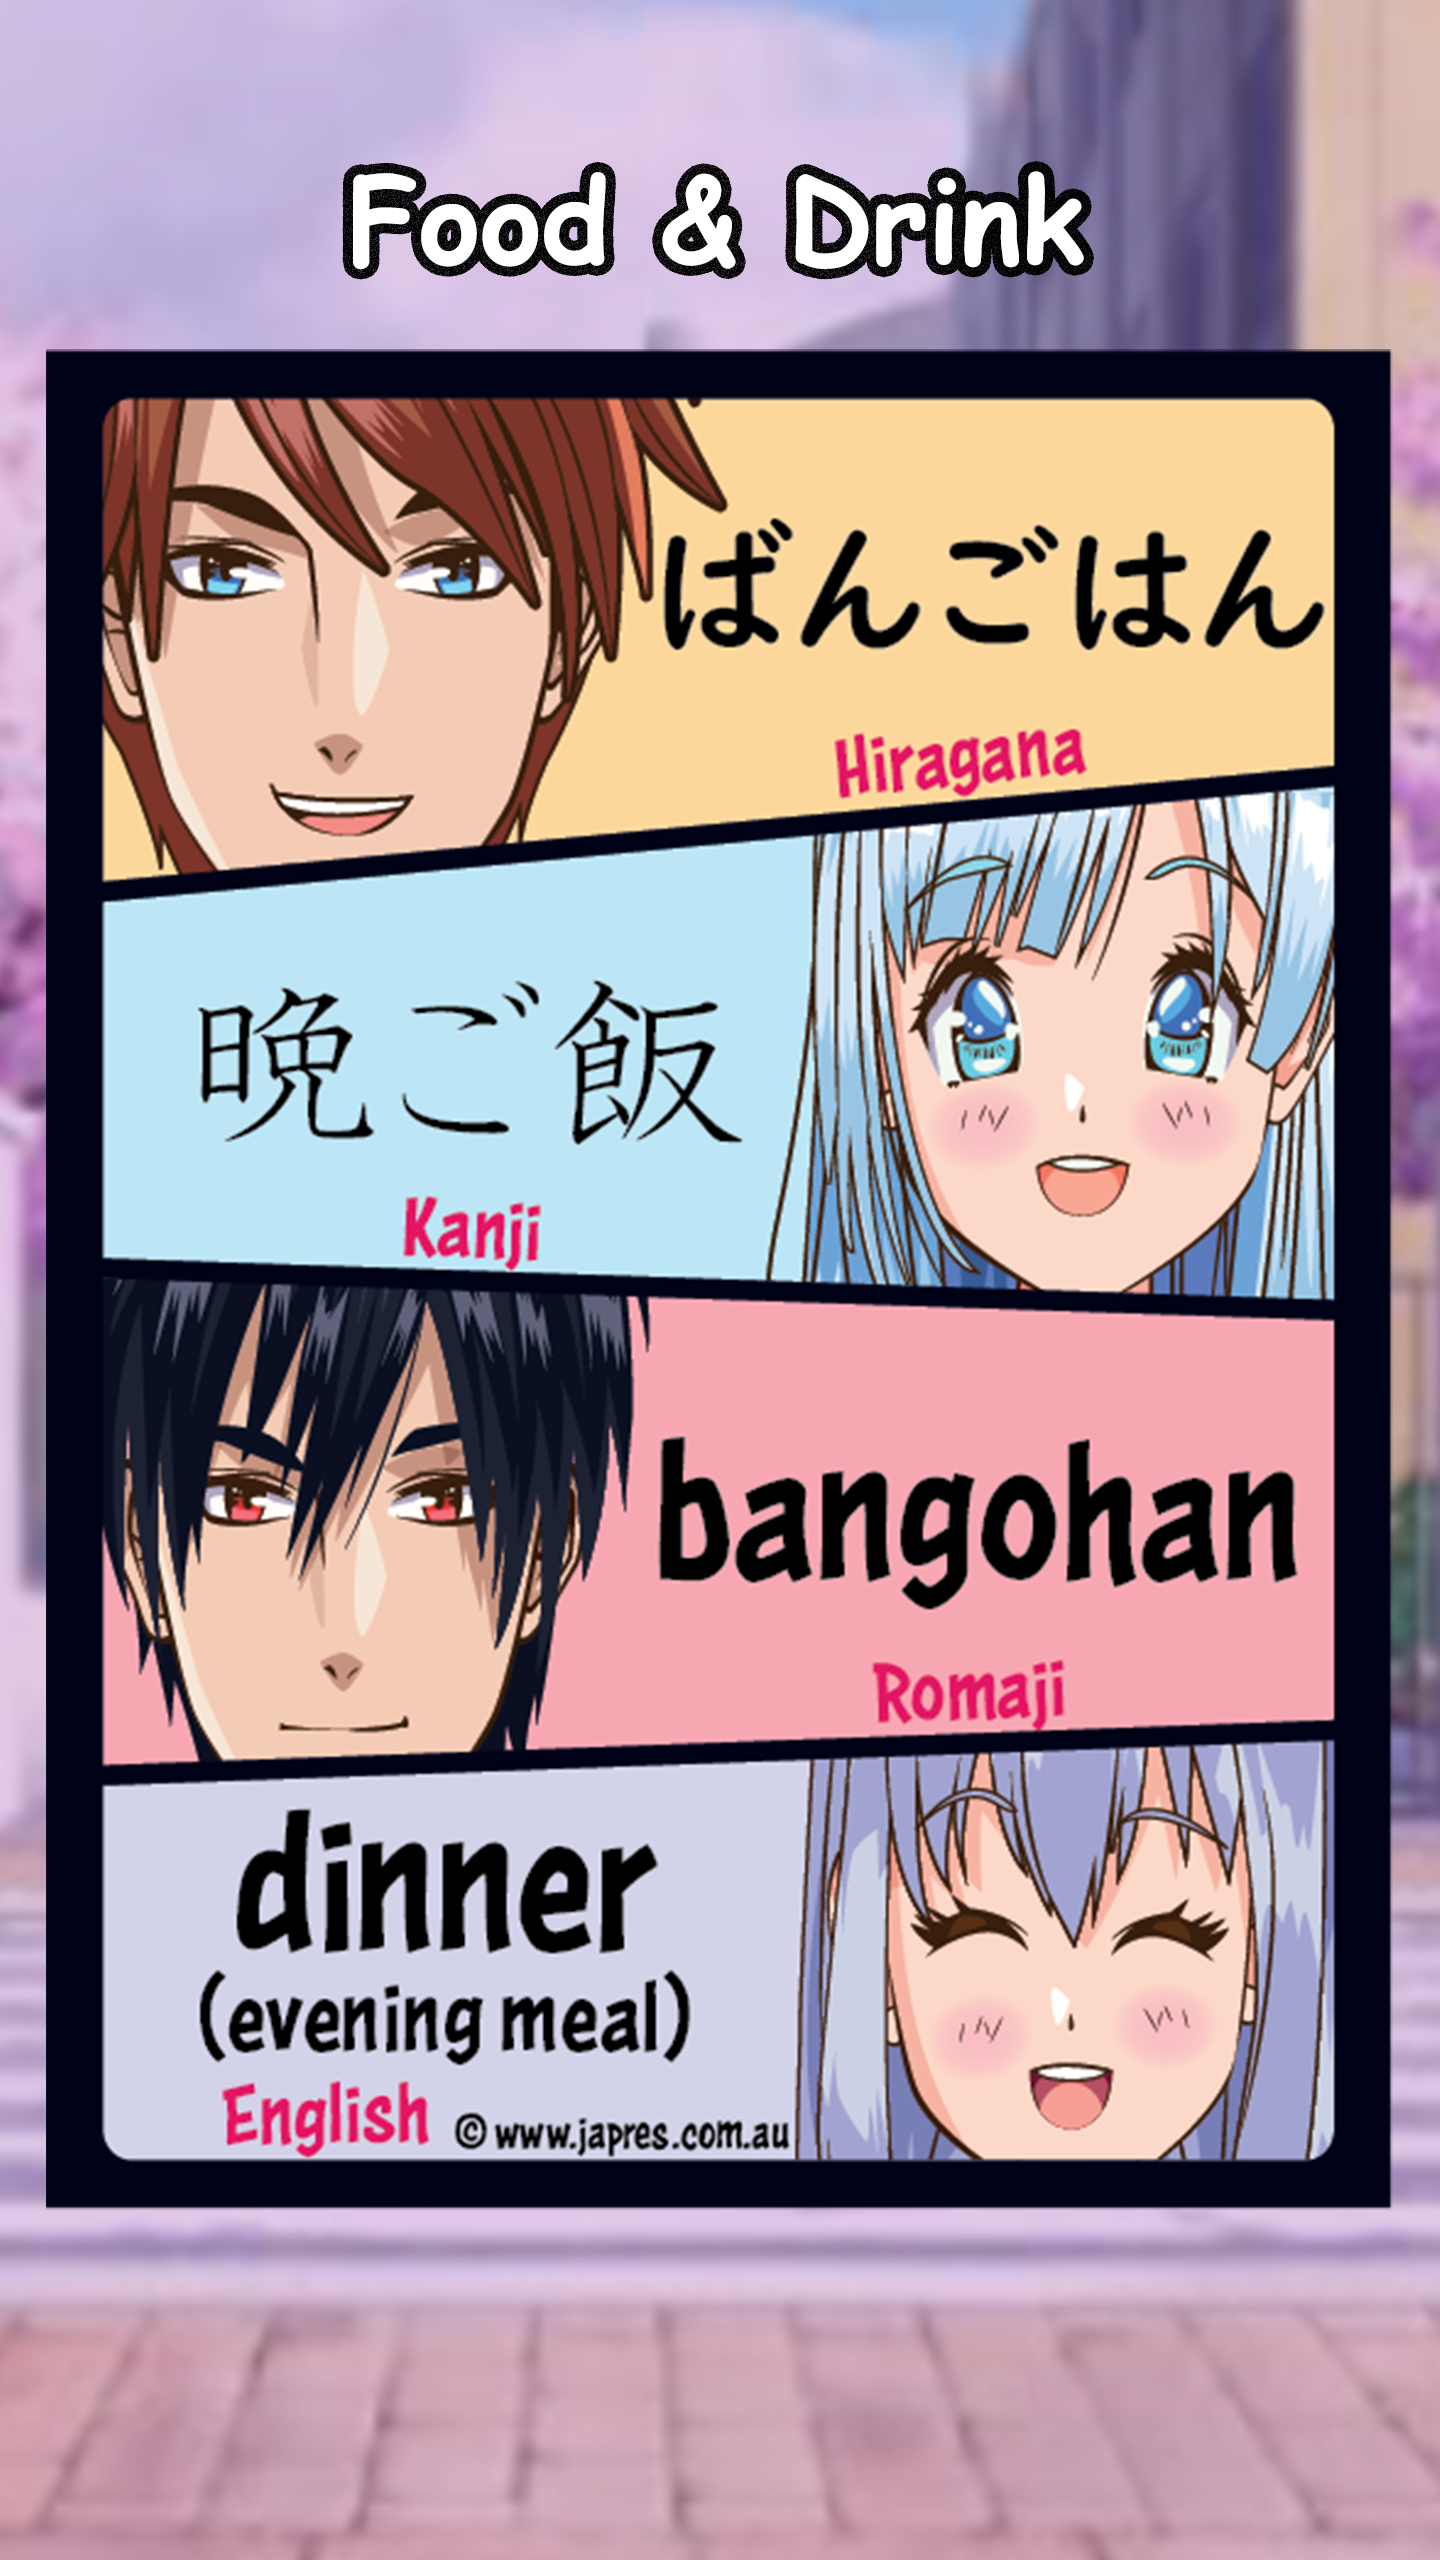 Food & Drink
ばんごはん
Hiragana
晩ご飯
Kanji
bangohan
Romaji
dinner
(evening meal)
English © www.japres.com.au